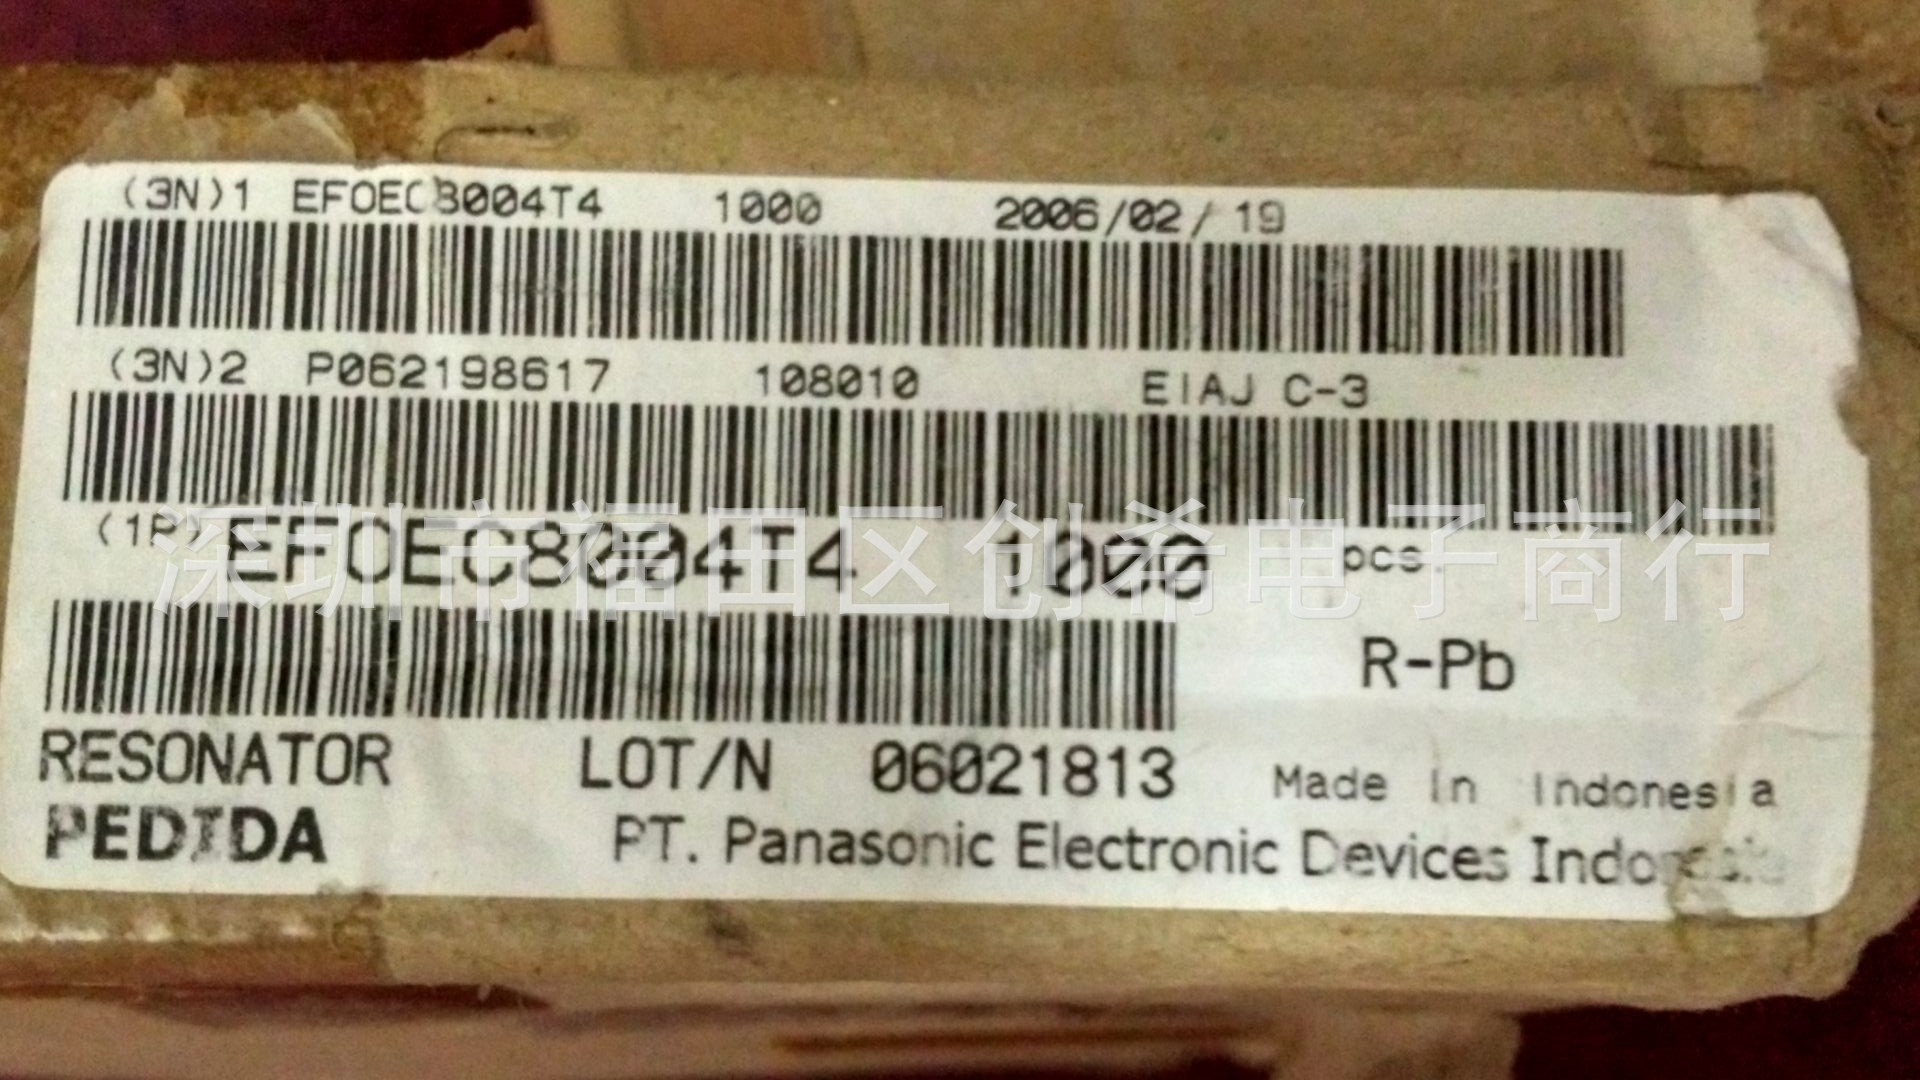 (3N)1 EFOEC8004T4 1000 2006/02/19
(3N)2 P062198617 108010 EIAJ C-3
(1P) EFOEC8004T4 1000 pcs.
深圳市福田区创希电子商行
R-Pb
RESONATOR LOT/N 06021813 Made in Indonesia
PEDIDA PT. Panasonic Electronic Devices Indonesia